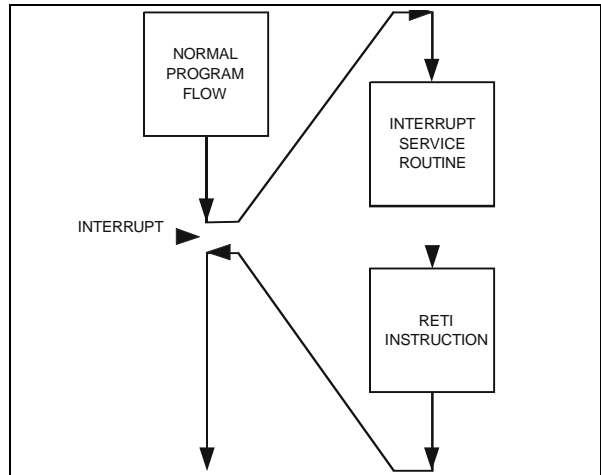 NORMAL
PROGRAM
FLOW
INTERRUPT
SERVICE
ROUTINE
INTERRUPT
RETI
INSTRUCTION